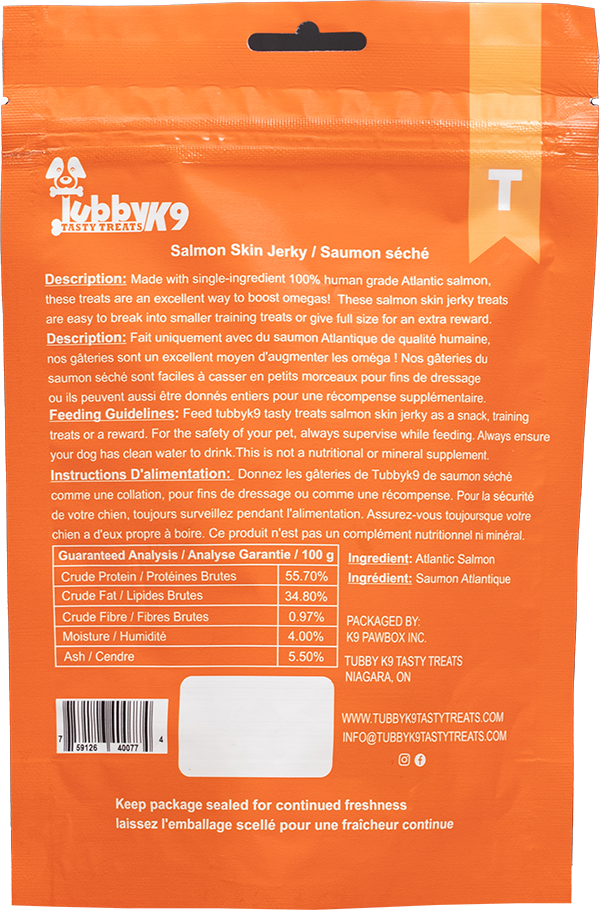 T
TubbyK9
TASTY TREATS
Salmon Skin Jerky / Saumon séché
Description: Made with single-ingredient 100% human grade Atlantic salmon,
these treats are an excellent way to boost omegas! These salmon skin jerky treats
are easy to break into smaller training treats or give full size for an extra reward.
Description: Fait uniquement avec du saumon Atlantique de qualité humaine,
nos gâteries sont un excellent moyen d'augmenter les oméga ! Nos gâteries du
saumon séché sont faciles à casser en petits morceaux pour fins de dressage
ou ils peuvent aussi être donnés entiers pour une récompense supplémentaire.
Feeding Guidelines: Feed tubbyk9 tasty treats salmon skin jerky as a snack, training
treats or a reward. For the safety of your pet, always supervise while feeding. Always ensure
your dog has clean water to drink.This is not a nutritional or mineral supplement.
Instructions D'alimentation: Donnez les gâteries de Tubbyk9 de saumon séché
comme une collation, pour fins de dressage ou comme une récompense. Pour la sécurité
de votre chien, toujours surveillez pendant l'alimentation. Assurez-vous toujoursque votre
chien a d'eux propre à boire. Ce produit n'est pas un complément nutritionnel ni minéral.
Guaranteed Analysis / Analyse Garantie / 100 g
Crude Protein / Protéines Brutes 55.70%
Crude Fat / Lipides Brutes 34.80%
Crude Fibre / Fibres Brutes 0.97%
Moisture / Humidité 4.00%
Ash / Cendre 5.50%
Ingredient: Atlantic Salmon
Ingrédient: Saumon Atlantique
PACKAGED BY:
K9 PAWBOX INC.
TUBBY K9 TASTY TREATS
NIAGARA, ON
WWW.TUBBYK9TASTYTREATS.COM
INFO@TUBBYK9TASTYTREATS.COM
7 59126 40077 4
Keep package sealed for continued freshness
laissez l'emballage scellé pour une fraîcheur continue